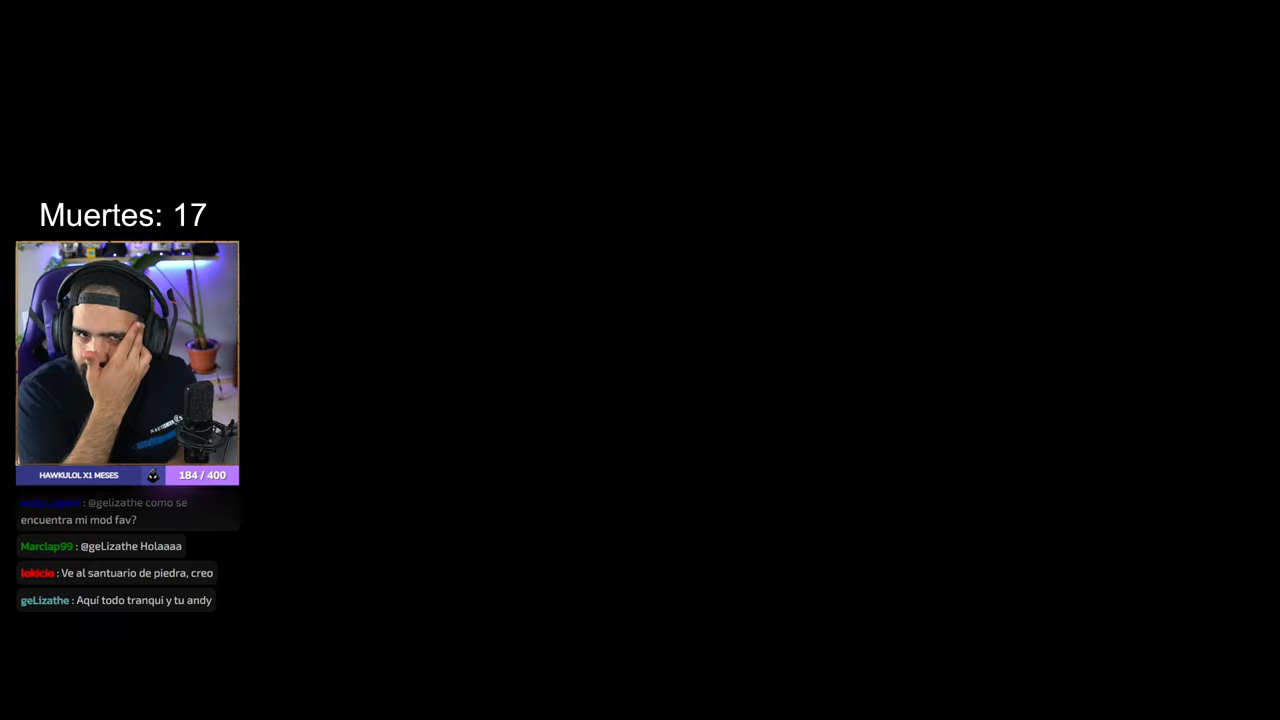 Muertes: 17
HAWKULOL X1 MESES
184 / 400
: @gelizathe como se
encuentra mi mod fav?
Marclap99 : @geLizathe Holaaaa
lokicio : Ve al santuario de piedra, creo
geLizathe : Aquí todo tranqui y tu andy